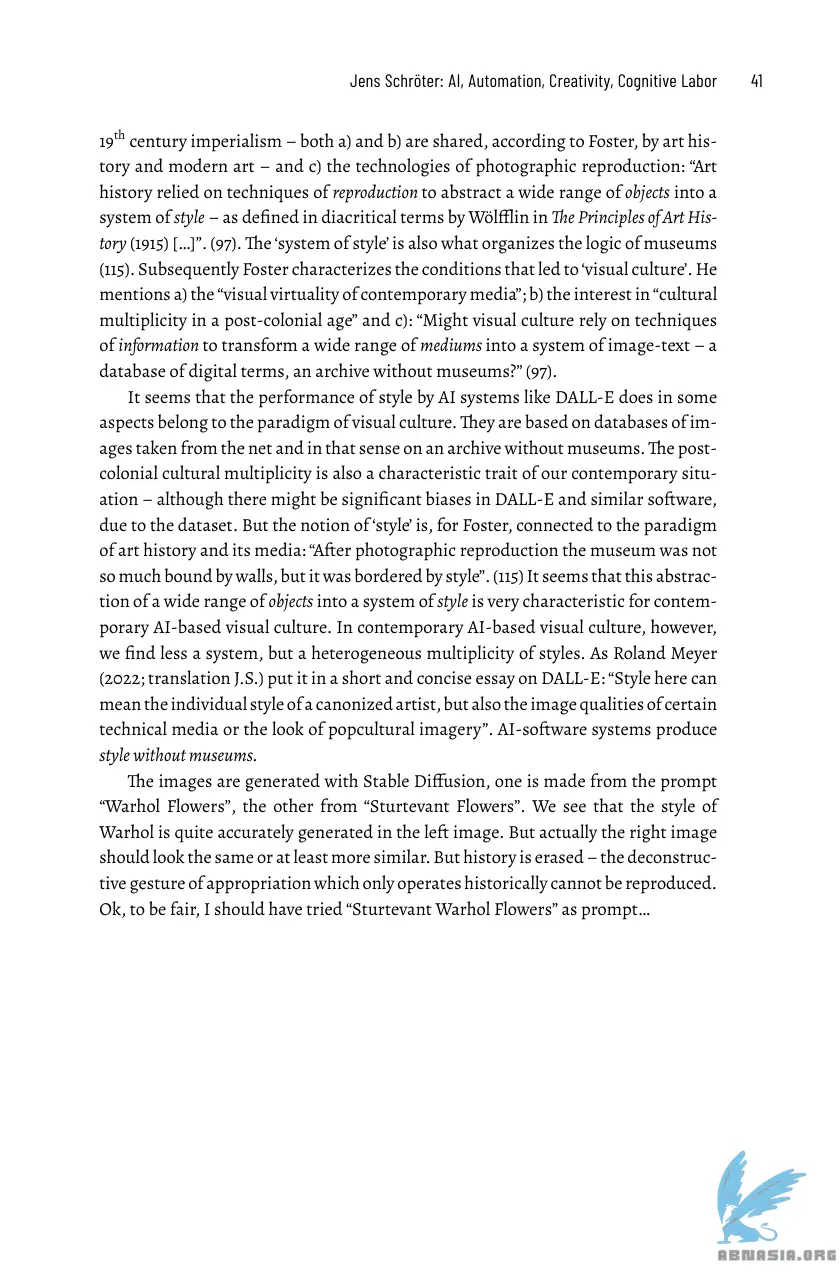 Jens Schröter: AI, Automation, Creativity, Cognitive Labor 41
19th century imperialism – both a) and b) are shared, according to Foster, by art his-
tory and modern art – and c) the technologies of photographic reproduction: “Art
history relied on techniques of reproduction to abstract a wide range of objects into a
system of style – as defined in diacritical terms by Wölfflin in The Principles of Art His-
tory (1915) […]”. (97). The ‘system of style’ is also what organizes the logic of museums
(115). Subsequently Foster characterizes the conditions that led to ‘visual culture’. He
mentions a) the “visual virtuality of contemporary media”; b) the interest in “cultural
multiplicity in a post-colonial age” and c): “Might visual culture rely on techniques
of information to transform a wide range of mediums into a system of image-text – a
database of digital terms, an archive without museums?” (97).
It seems that the performance of style by AI systems like DALL-E does in some
aspects belong to the paradigm of visual culture. They are based on databases of im-
ages taken from the net and in that sense on an archive without museums. The post-
colonial cultural multiplicity is also a characteristic trait of our contemporary situ-
ation – although there might be significant biases in DALL-E and similar software,
due to the dataset. But the notion of ‘style’ is, for Foster, connected to the paradigm
of art history and its media: “After photographic reproduction the museum was not
so much bound by walls, but it was bordered by style”. (115) It seems that this abstrac-
tion of a wide range of objects into a system of style is very characteristic for contem-
porary AI-based visual culture. In contemporary AI-based visual culture, however,
we find less a system, but a heterogeneous multiplicity of styles. As Roland Meyer
(2022; translation J.S.) put it in a short and concise essay on DALL-E: “Style here can
mean the individual style of a canonized artist, but also the image qualities of certain
technical media or the look of popcultural imagery”. AI-software systems produce
style without museums.
The images are generated with Stable Diffusion, one is made from the prompt
“Warhol Flowers”, the other from “Sturtevant Flowers”. We see that the style of
Warhol is quite accurately generated in the left image. But actually the right image
should look the same or at least more similar. But history is erased – the deconstruc-
tive gesture of appropriation which only operates historically cannot be reproduced.
Ok, to be fair, I should have tried “Sturtevant Warhol Flowers” as prompt…
ABNASIA.ORG